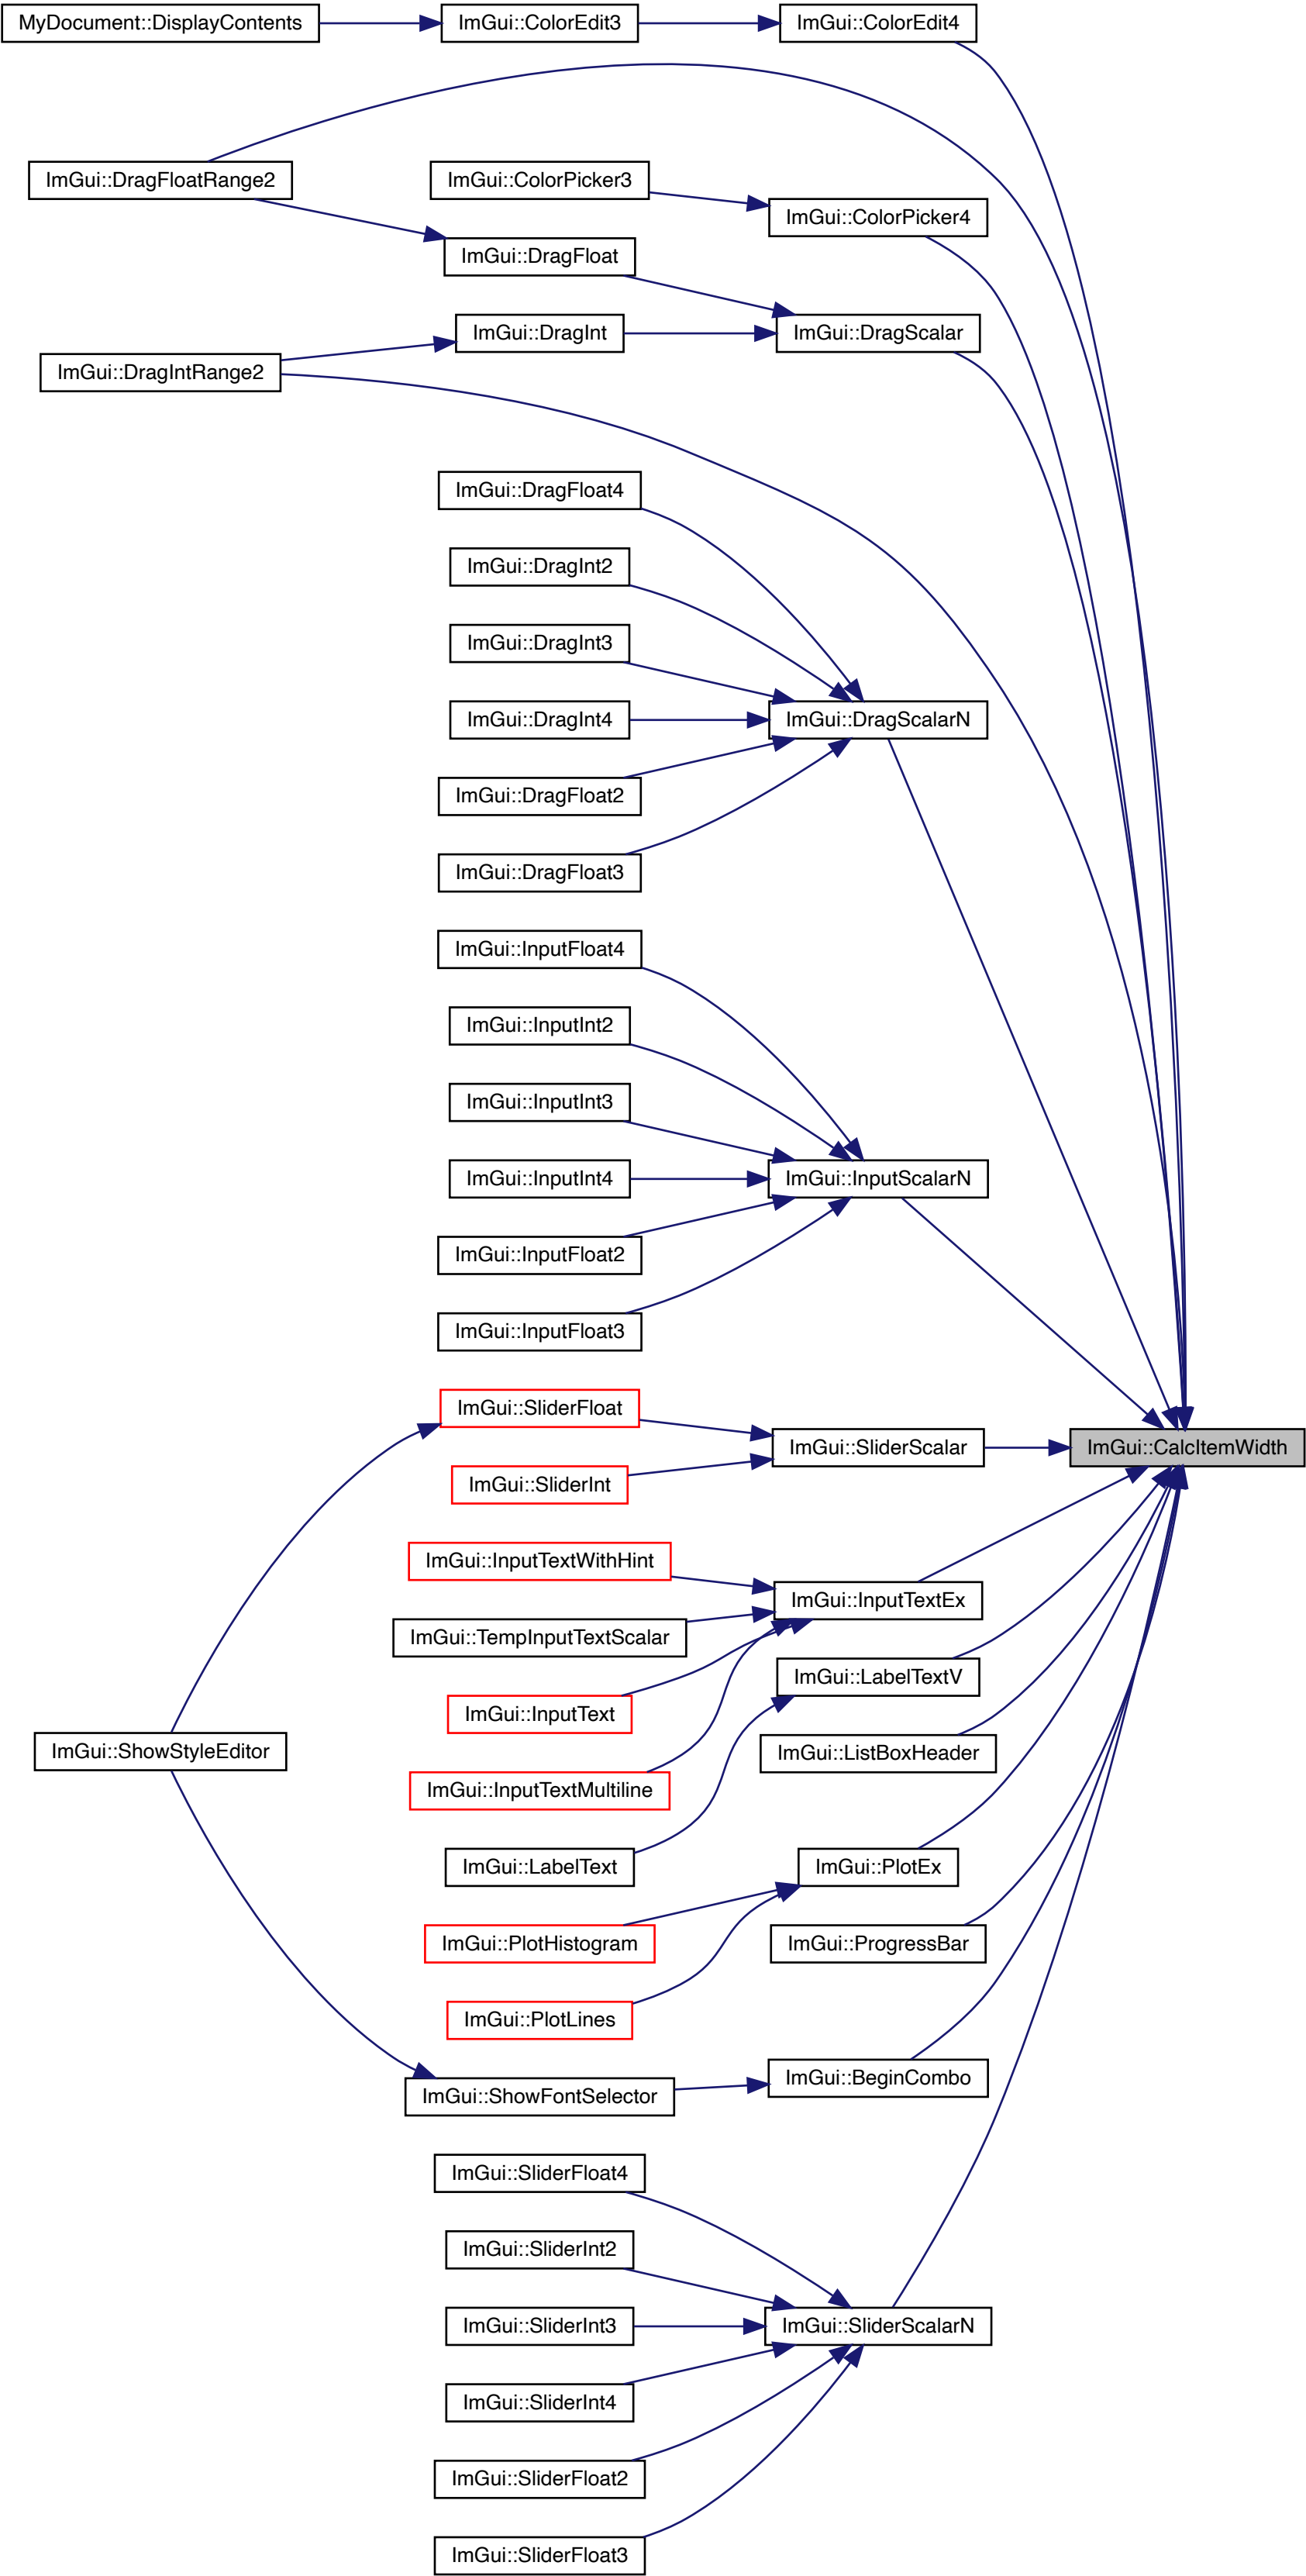 MyDocument::DisplayContents
ImGui::ColorEdit3
ImGui::ColorEdit4
ImGui::DragFloatRange2
ImGui::ColorPicker3
ImGui::ColorPicker4
ImGui::DragFloat
ImGui::DragInt
ImGui::DragScalar
ImGui::DragIntRange2
ImGui::DragFloat4
ImGui::DragInt2
ImGui::DragInt3
ImGui::DragInt4
ImGui::DragScalarN
ImGui::DragFloat2
ImGui::DragFloat3
ImGui::InputFloat4
ImGui::InputInt2
ImGui::InputInt3
ImGui::InputInt4
ImGui::InputScalarN
ImGui::InputFloat2
ImGui::InputFloat3
ImGui::SliderFloat
ImGui::SliderScalar
ImGui::CalcItemWidth
ImGui::SliderInt
ImGui::InputTextWithHint
ImGui::InputTextEx
ImGui::TempInputTextScalar
ImGui::LabelTextV
ImGui::InputText
ImGui::ShowStyleEditor
ImGui::ListBoxHeader
ImGui::InputTextMultiline
ImGui::LabelText
ImGui::PlotEx
ImGui::PlotHistogram
ImGui::ProgressBar
ImGui::PlotLines
ImGui::BeginCombo
ImGui::ShowFontSelector
ImGui::SliderFloat4
ImGui::SliderInt2
ImGui::SliderInt3
ImGui::SliderScalarN
ImGui::SliderInt4
ImGui::SliderFloat2
ImGui::SliderFloat3